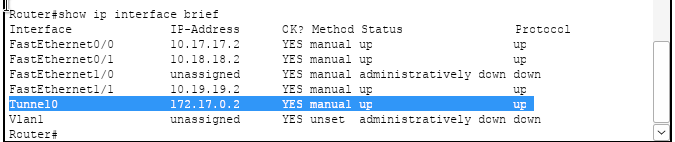 Router#show ip interface brief
Interface IP-Address CK? Method Status Protocol
FastEthernet0/0 10.17.17.2 YES manual up up
FastEthernet0/1 10.18.18.2 YES manual up up
FastEthernet1/0 unassigned YES manual administratively down down
FastEthernet1/1 10.19.19.2 YES manual up up
Tunnel0 172.17.0.2 YES manual up up
Vlan1 unassigned YES unset administratively down down
Router#